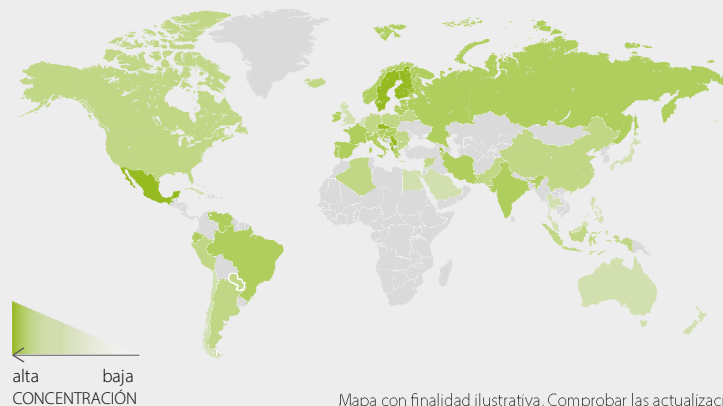 alta baja
CONCENTRACIÓN
Mapa con finalidad ilustrativa. Comprobar las